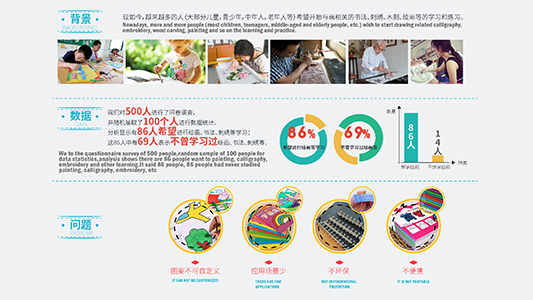 背景
BACKGROUND
现如今,越来越多的人(大部分儿童,青少年,中年人,老年人等)希望开始与画相关的书法、刺绣、木刻、绘画等的学习和练习。
Nowadays, more and more people (most children, teenagers, middle-aged and elderly people, etc.) wish to start drawing related calligraphy,
embroidery, wood carving, painting and so on the learning and practice.
数据
DATA
我们对500人进行了问卷调查,
并随机抽取了100个人进行数据统计。
分析显示有86人希望进行绘画、书法、刺绣等学习;
这86人中有69人表示不曾学习过绘画、书法、刺绣等。
We to the questionnaire survey of 500 people,random sample of 100 people for
data statistics,analysis shows there are 86 people want to painting, calligraphy,
embroidery and other learning,It said 86 people, 86 people had never studied
painting, calligraphy, embroidery, etc
86%
希望进行绘画等学习
69%
不曾学习过绘画等
数量
86人
14人
种类
问题
PROBLEM
图案不可自定义
IT CAN NOT BE CUSTOMIZED
应用场景少
THERE ARE FEW
APPLICATIONS
不环保
NOT ENVIRONMENTAL
PROTECTION
不便携
IT IS NOT PORTABLE